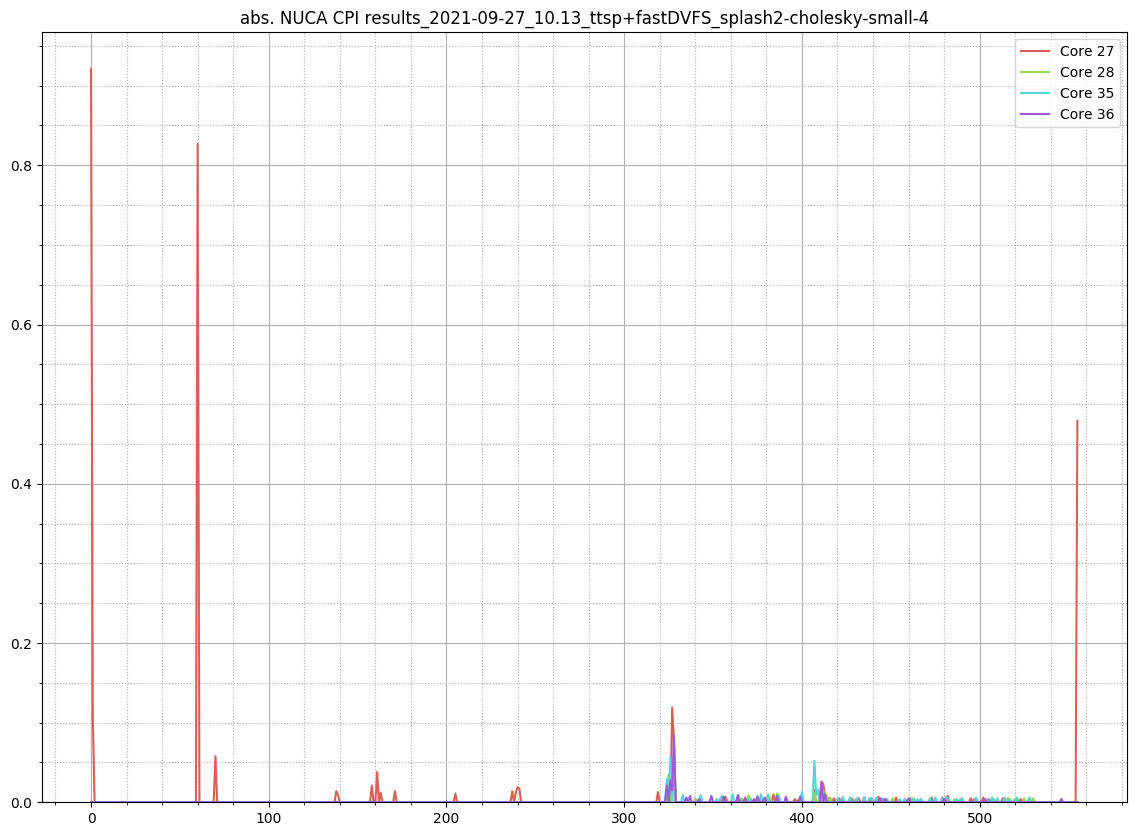 abs. NUCA CPI results_2021-09-27_10.13_ttsp+fastDVFS_splash2-cholesky-small-4
Core 27
Core 28
Core 35
Core 36
0.8
0.6
0.4
0.2
0.0
0 100 200 300 400 500